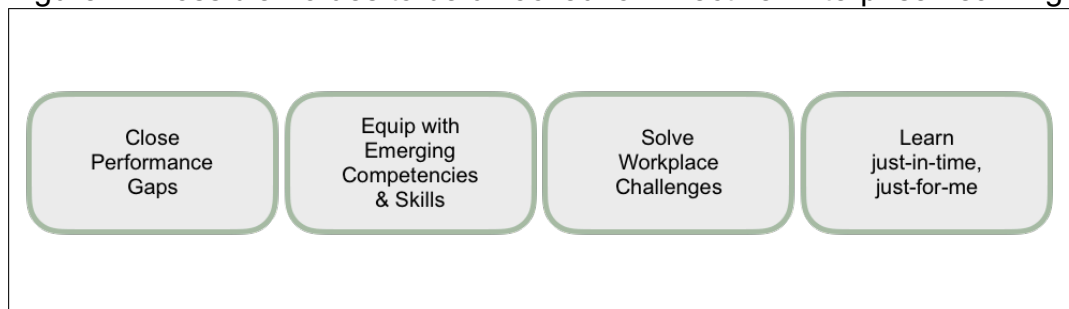 Close
Performance
Gaps
Equip with
Emerging
Competencies
& Skills
Solve
Workplace
Challenges
Learn
just-in-time,
just-for-me